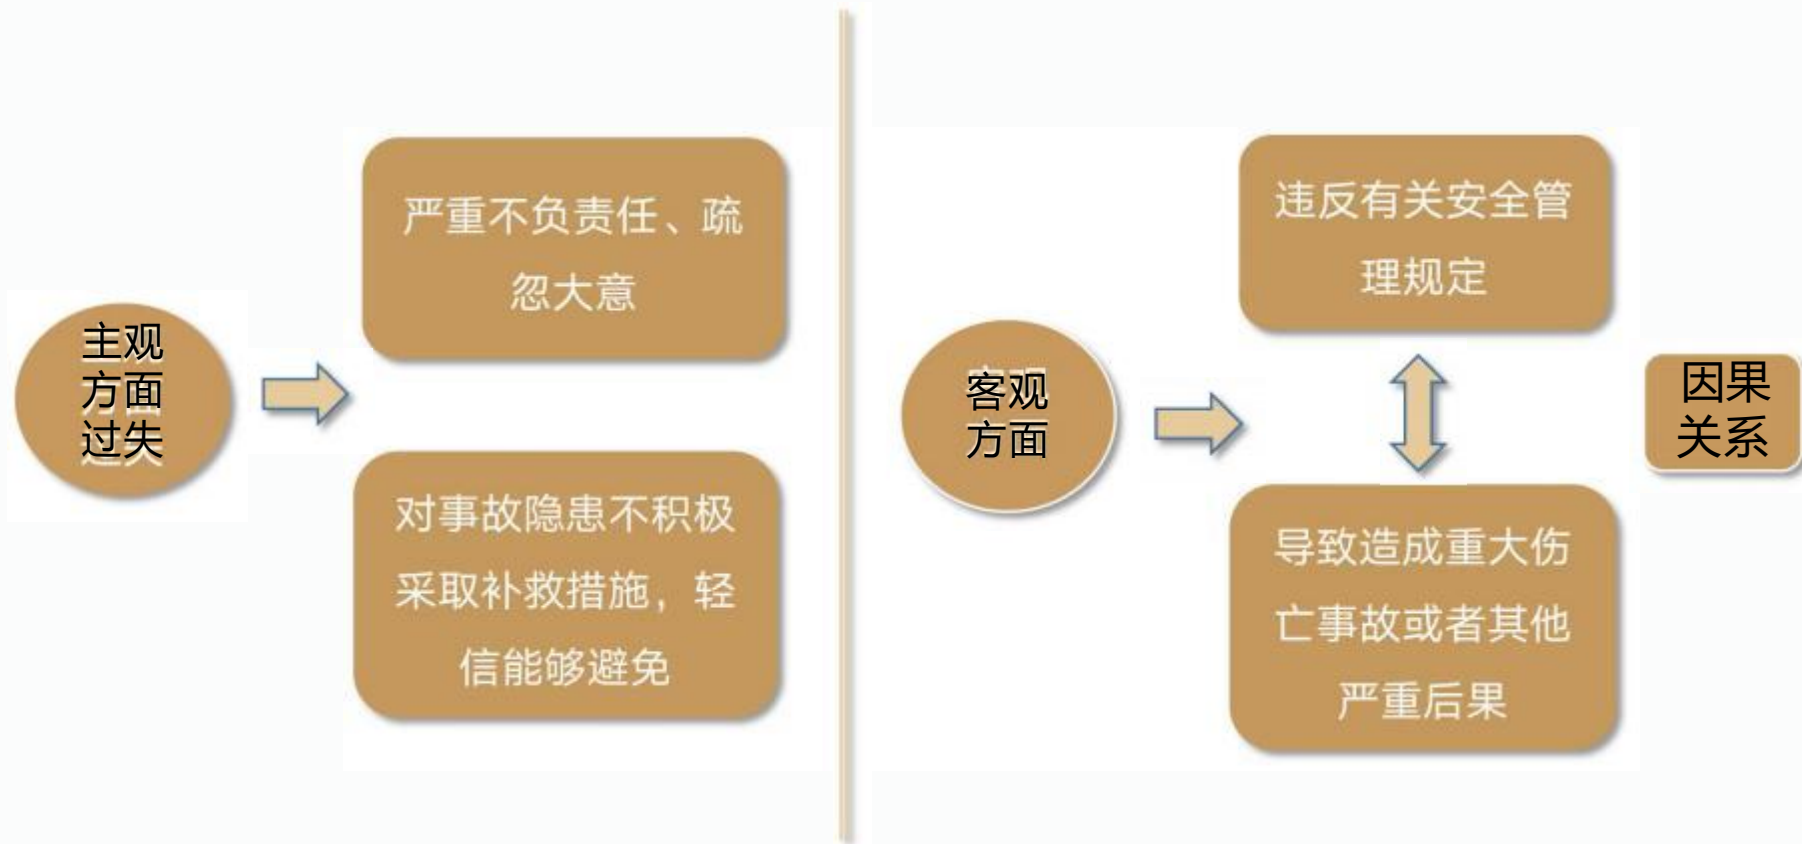 主观
方面
过失
严重不负责任、疏
忽大意
对事故隐患不积极
采取补救措施，轻
信能够避免
客观
方面
违反有关安全管
理规定
导致造成重大伤
亡事故或者其他
严重后果
因果
关系